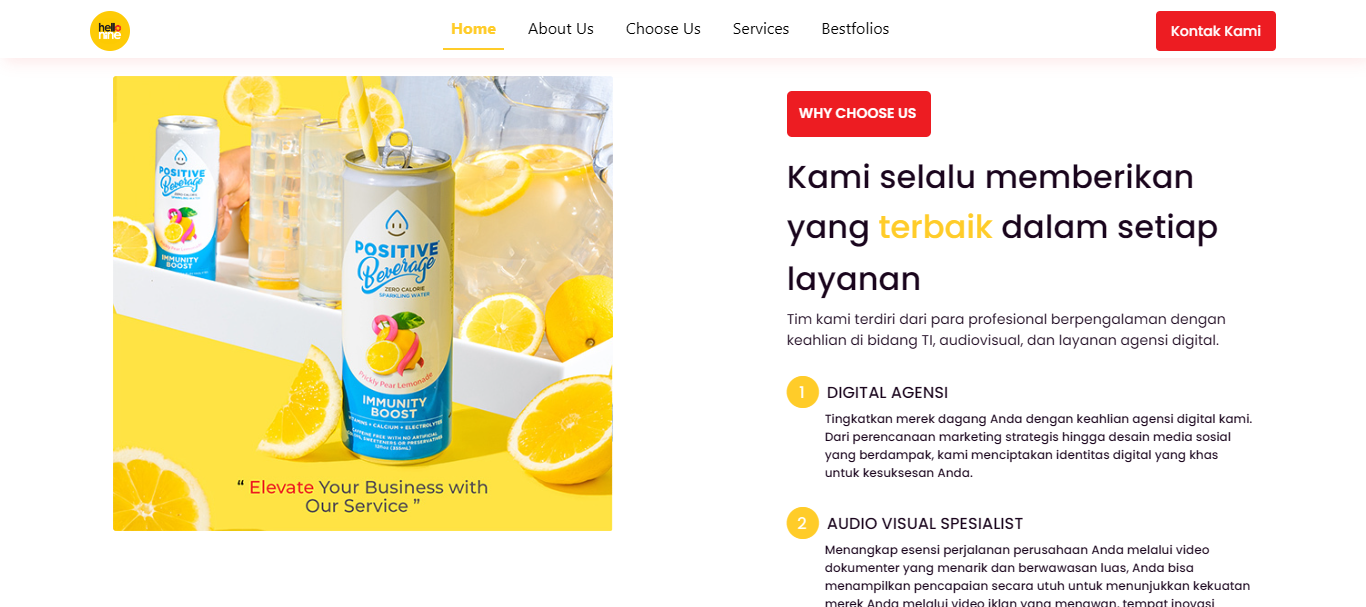 hello
nine
Home
About Us
Choose Us
Services
Bestfolios
Kontak Kami
POSITIVE
Beverage
ZERO CALORIE
SPARKLING WATER
IMMUNITY
BOOST
POSITIVE
Beverage
ZERO CALORIE
SPARKLING WATER
Prickly Pear Lemonade
IMMUNITY
BOOST
VITAMINS + CALCIUM + ELECTROLYTES
CAFFEINE FREE WITH NO ARTIFICIAL
SWEETENERS OR PRESERVATIVES
12floz (355mL)
“ Elevate Your Business with
Our Service ”
WHY CHOOSE US
Kami selalu memberikan
yang terbaik dalam setiap
layanan
Tim kami terdiri dari para profesional berpengalaman dengan
keahlian di bidang TI, audiovisual, dan layanan agensi digital.
1 DIGITAL AGENSI
Tingkatkan merek dagang Anda dengan keahlian agensi digital kami.
Dari perencanaan marketing strategis hingga desain media sosial
yang berdampak, kami menciptakan identitas digital yang khas
untuk kesuksesan Anda.
2 AUDIO VISUAL SPESIALIST
Menangkap esensi perjalanan perusahaan Anda melalui video
dokumenter yang menarik dan berwawasan luas, Anda bisa
menampilkan pencapaian secara utuh untuk menunjukkan kekuatan
merek Anda melalui video iklan yang menawan, tempat inovasi